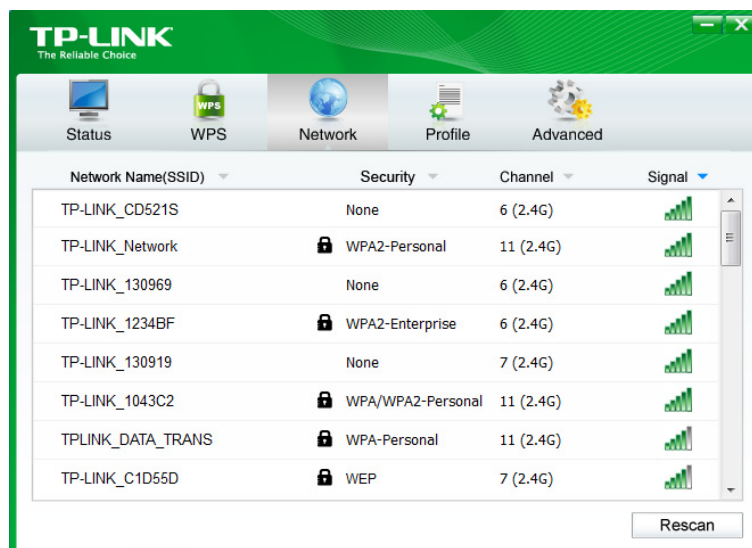 TP-LINK
The Reliable Choice
WPS
Status WPS Network Profile Advanced
Network Name(SSID) Security Channel Signal
TP-LINK_CD521S None 6 (2.4G)
TP-LINK_Network WPA2-Personal 11 (2.4G)
TP-LINK_130969 None 6 (2.4G)
TP-LINK_1234BF WPA2-Enterprise 6 (2.4G)
TP-LINK_130919 None 7 (2.4G)
TP-LINK_1043C2 WPA/WPA2-Personal 11 (2.4G)
TPLINK_DATA_TRANS WPA-Personal 11 (2.4G)
TP-LINK_C1D55D WEP 7 (2.4G)
Rescan